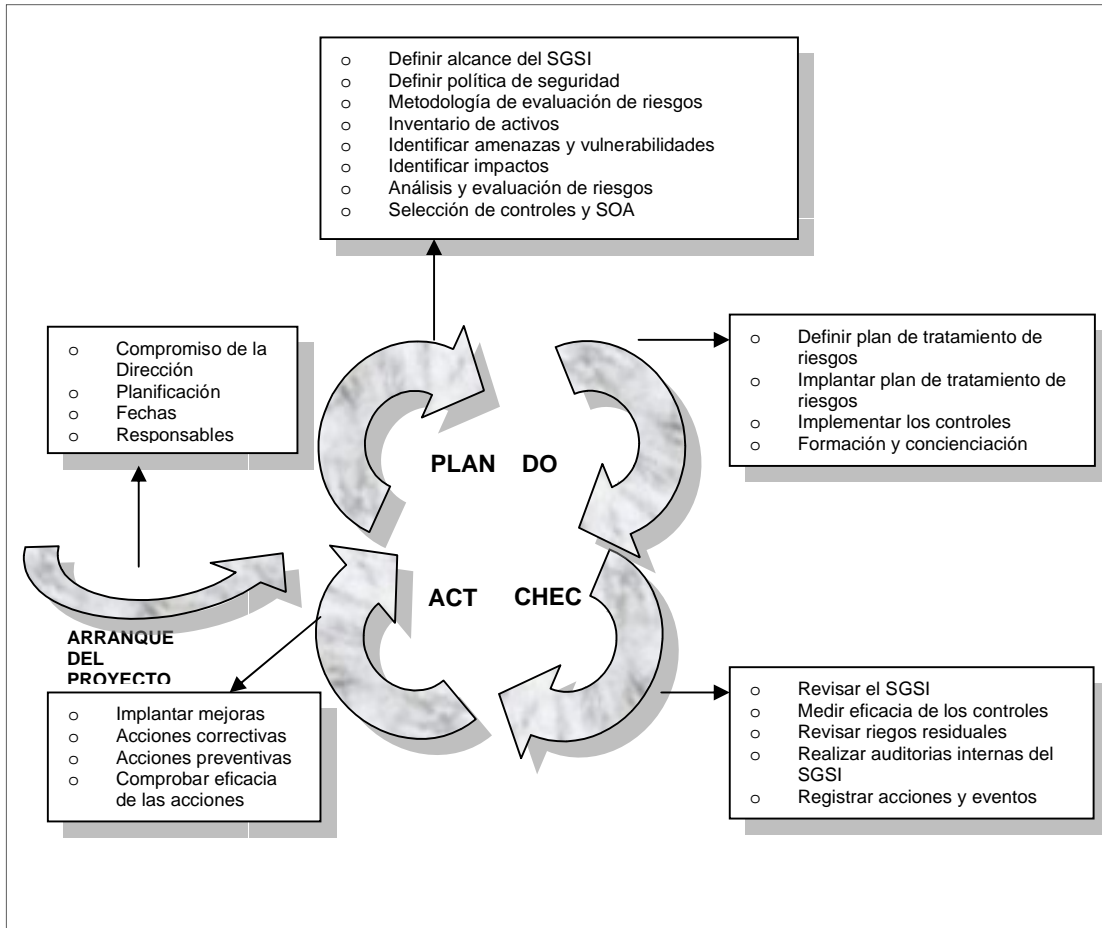 o Definir alcance del SGSI
o Definir política de seguridad
o Metodología de evaluación de riesgos
o Inventario de activos
o Identificar amenazas y vulnerabilidades
o Identificar impactos
o Análisis y evaluación de riesgos
o Selección de controles y SOA
o Compromiso de la
Dirección
o Planificación
o Fechas
o Responsables
o Definir plan de tratamiento de
riesgos
o Implantar plan de tratamiento de
riesgos
o Implementar los controles
o Formación y concienciación
PLAN DO
ACT CHEC
ARRANQUE
DEL
PROYECTO
o Implantar mejoras
o Acciones correctivas
o Acciones preventivas
o Comprobar eficacia
de las acciones
o Revisar el SGSI
o Medir eficacia de los controles
o Revisar riegos residuales
o Realizar auditorias internas del
SGSI
o Registrar acciones y eventos